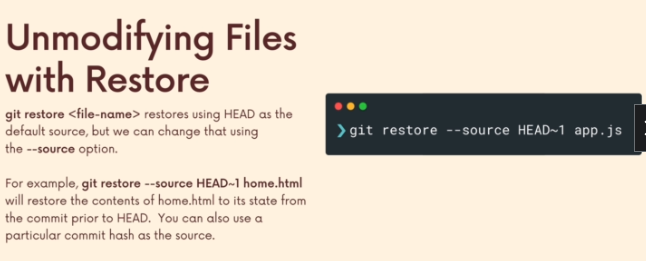 Unmodifying Files
with Restore
git restore <file-name> restores using HEAD as the
default source, but we can change that using
the --source option.
For example, git restore --source HEAD~1 home.html
will restore the contents of home.html to its state from
the commit prior to HEAD. You can also use a
particular commit hash as the source.
❯git restore --source HEAD~1 app.js